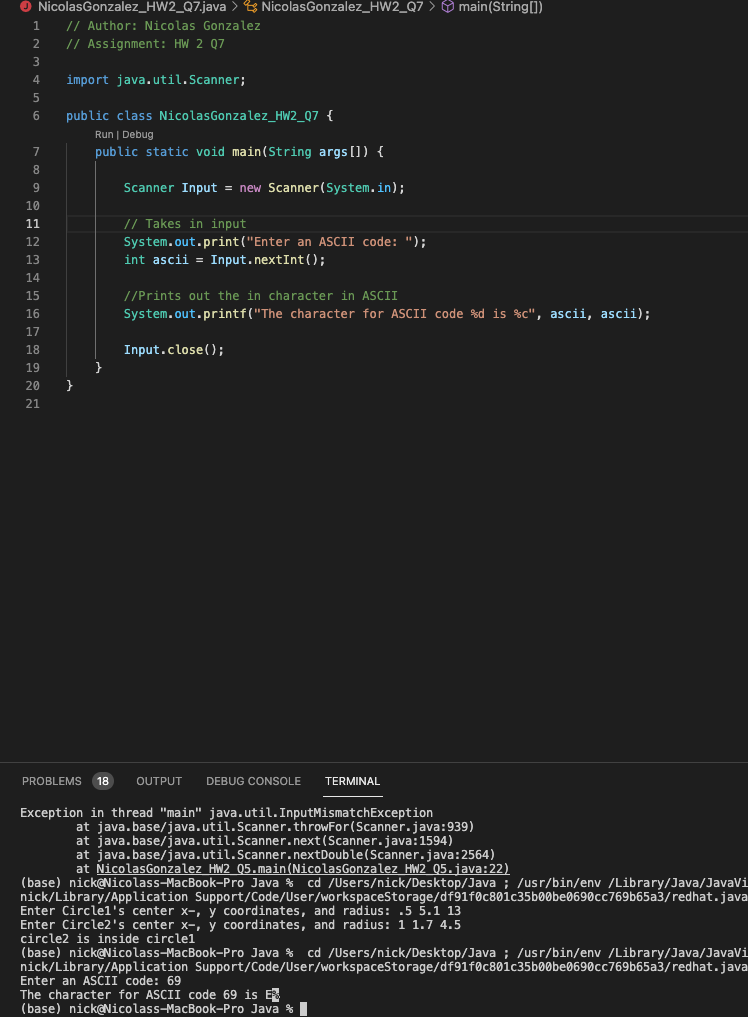 NicolasGonzalez_HW2_Q7.java > NicolasGonzalez_HW2_Q7 > main(String[])
1 // Author: Nicolas Gonzalez
2 // Assignment: HW 2 Q7
3
4 import java.util.Scanner;
5
6 public class NicolasGonzalez_HW2_Q7 {
Run | Debug
7 public static void main(String args[]) {
8
9 Scanner Input = new Scanner(System.in);
10
11 // Takes in input
12 System.out.print("Enter an ASCII code: ");
13 int ascii = Input.nextInt();
14
15 //Prints out the in character in ASCII
16 System.out.printf("The character for ASCII code %d is %c", ascii, ascii);
17
18 Input.close();
19 }
20 }
21
PROBLEMS 18 OUTPUT DEBUG CONSOLE TERMINAL
Exception in thread "main" java.util.InputMismatchException
at java.base/java.util.Scanner.throwFor(Scanner.java:939)
at java.base/java.util.Scanner.next(Scanner.java:1594)
at java.base/java.util.Scanner.nextDouble(Scanner.java:2564)
at NicolasGonzalez_HW2_Q5.main(NicolasGonzalez_HW2_Q5.java:22)
(base) nick@Nicolass-MacBook-Pro Java % cd /Users/nick/Desktop/Java ; /usr/bin/env /Library/Java/JavaVi
nick/Library/Application Support/Code/User/workspaceStorage/df91f0c801c35b00be0690cc769b65a3/redhat.java
Enter Circle1's center x-, y coordinates, and radius: .5 5.1 13
Enter Circle2's center x-, y coordinates, and radius: 1 1.7 4.5
circle2 is inside circle1
(base) nick@Nicolass-MacBook-Pro Java % cd /Users/nick/Desktop/Java ; /usr/bin/env /Library/Java/JavaVi
nick/Library/Application Support/Code/User/workspaceStorage/df91f0c801c35b00be0690cc769b65a3/redhat.java
Enter an ASCII code: 69
The character for ASCII code 69 is E%
(base) nick@Nicolass-MacBook-Pro Java %